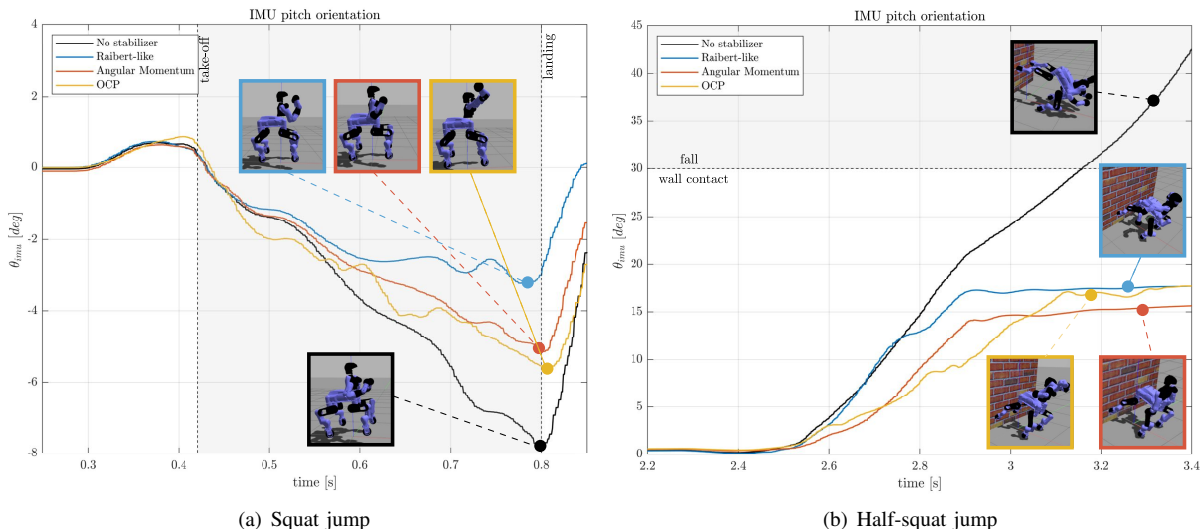 IMU pitch orientation
4
2
0
-2
-4
-6
-8
θimu [deg]
No stabilizer
Raibert-like
Angular Momentum
OCP
take-off
landing
0.3
0.4
0.5
0.6
0.7
0.8
time [s]
(a) Squat jump
IMU pitch orientation
45
40
35
30
25
20
15
10
5
0
θimu [deg]
No stabilizer
Raibert-like
Angular Momentum
OCP
fall
wall contact
2.2
2.4
2.6
2.8
3
3.2
3.4
time [s]
(b) Half-squat jump